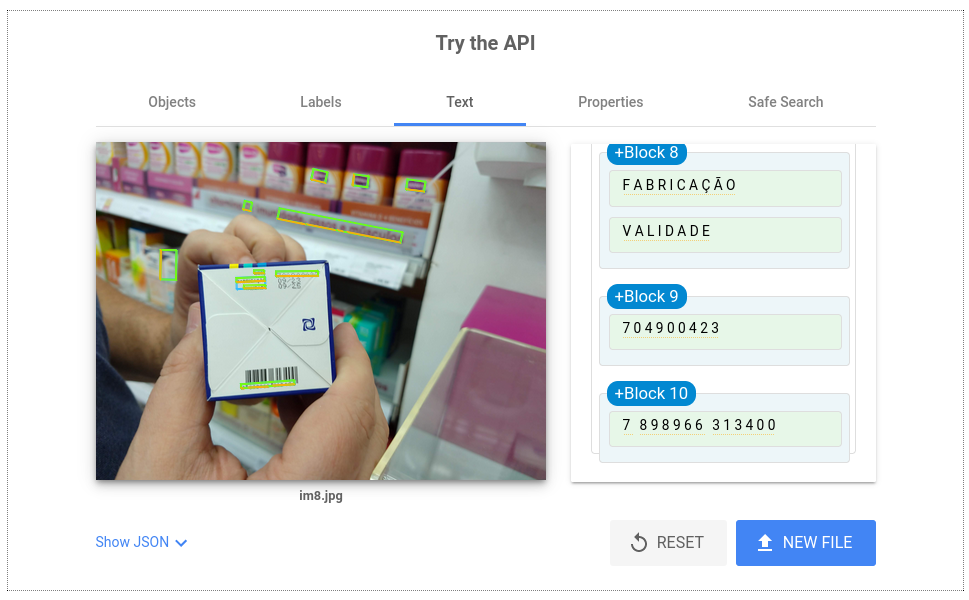 Try the API
Objects
Labels
Text
Properties
Safe Search
+Block 8
FABRICAÇÃO
VALIDADE
+Block 9
704900423
+Block 10
7 898966 313400
im8.jpg
Show JSON
RESET
NEW FILE